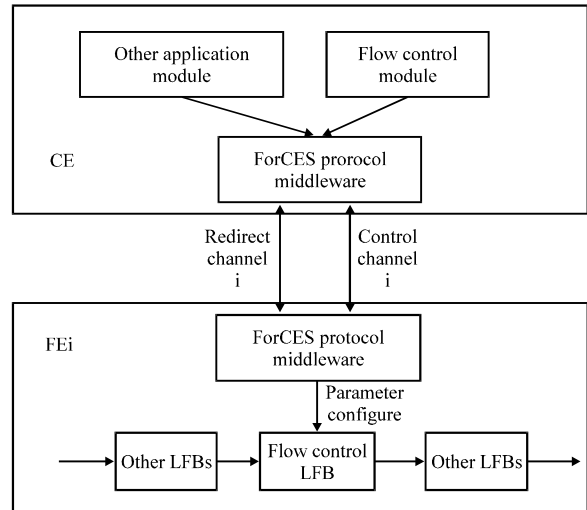 Other application
module
Flow control
module
CE
ForCES prorocol
middleware
Redirect
channel
i
Control
channel
i
FEi
ForCES protocol
middleware
Parameter
configure
Other LFBs
Flow control
LFB
Other LFBs